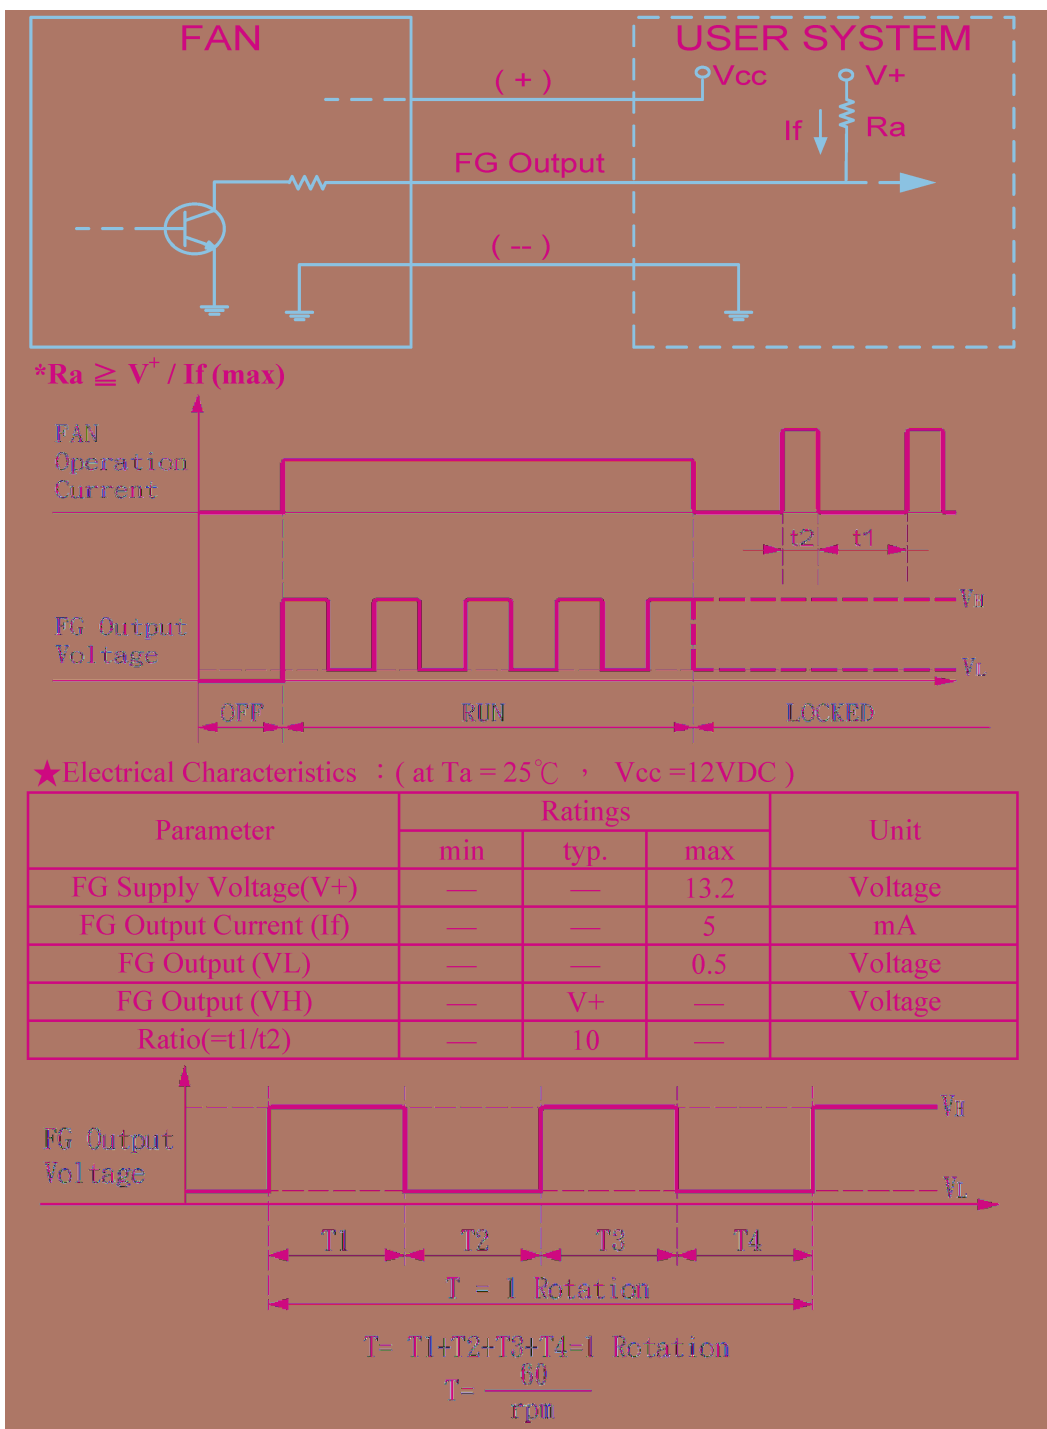 FAN
USER SYSTEM
( + )
Vcc
V+
If
Ra
FG Output
( -- )
*Ra ≧ V+ / If (max)
FAN
Operation
Current
t2
t1
FG Output
Voltage
VH
VL
OFF
RUN
LOCKED
★Electrical Characteristics ：( at Ta = 25℃ ， Vcc =12VDC )
Parameter Ratings Unit
min typ. max
FG Supply Voltage(V+) — — 13.2 Voltage
FG Output Current (If) — — 5 mA
FG Output (VL) — — 0.5 Voltage
FG Output (VH) — V+ — Voltage
Ratio(=t1/t2) — 10 —
FG Output
Voltage
VH
VL
T1 T2 T3 T4
T = 1 Rotation
T= T1+T2+T3+T4=1 Rotation
T= 60
rpm